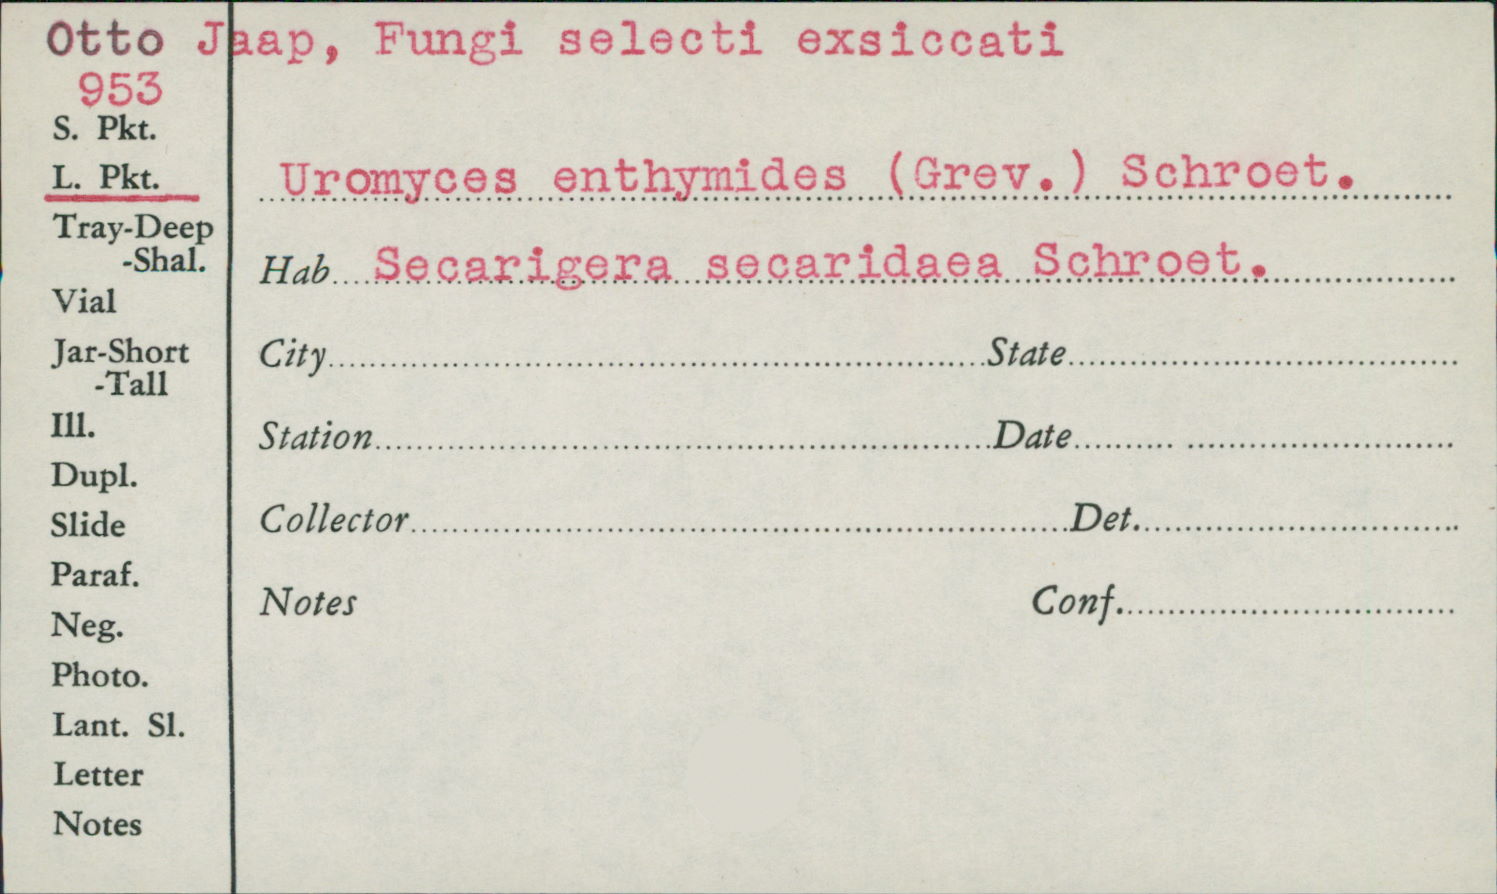 Otto Jaap, Fungi selecti exsiccati
953
S. Pkt.
L. Pkt.
Uromyces enthymides (Grev.) Schroet.
Tray-Deep
-Shal.
Hab. Secarigera secaridaea Schroet.
Vial
Jar-Short
-Tall
City State
Ill.
Station Date
Dupl.
Slide
Collector Det.
Paraf.
Neg.
Notes Conf.
Photo.
Lant. Sl.
Letter
Notes